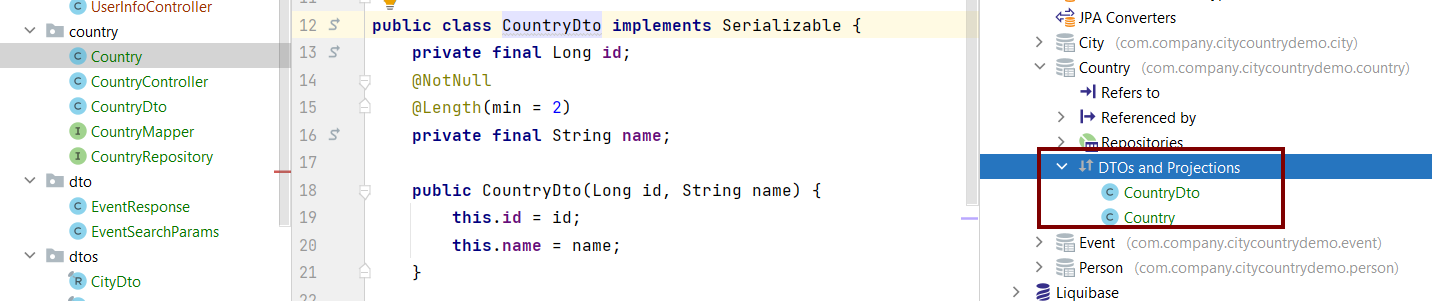 UserInfoController
country
Country
CountryController
CountryDto
CountryMapper
CountryRepository
dto
EventResponse
EventSearchParams
dtos
CityDto
12 public class CountryDto implements Serializable {
13 private final Long id;
14 @NotNull
15 @Length(min = 2)
16 private final String name;
17
18 public CountryDto(Long id, String name) {
19 this.id = id;
20 this.name = name;
21 }
JPA Converters
City (com.company.citycountrydemo.city)
Country (com.company.citycountrydemo.country)
Refers to
Referenced by
Repositories
DTOs and Projections
CountryDto
Country
Event (com.company.citycountrydemo.event)
Person (com.company.citycountrydemo.person)
Liquibase